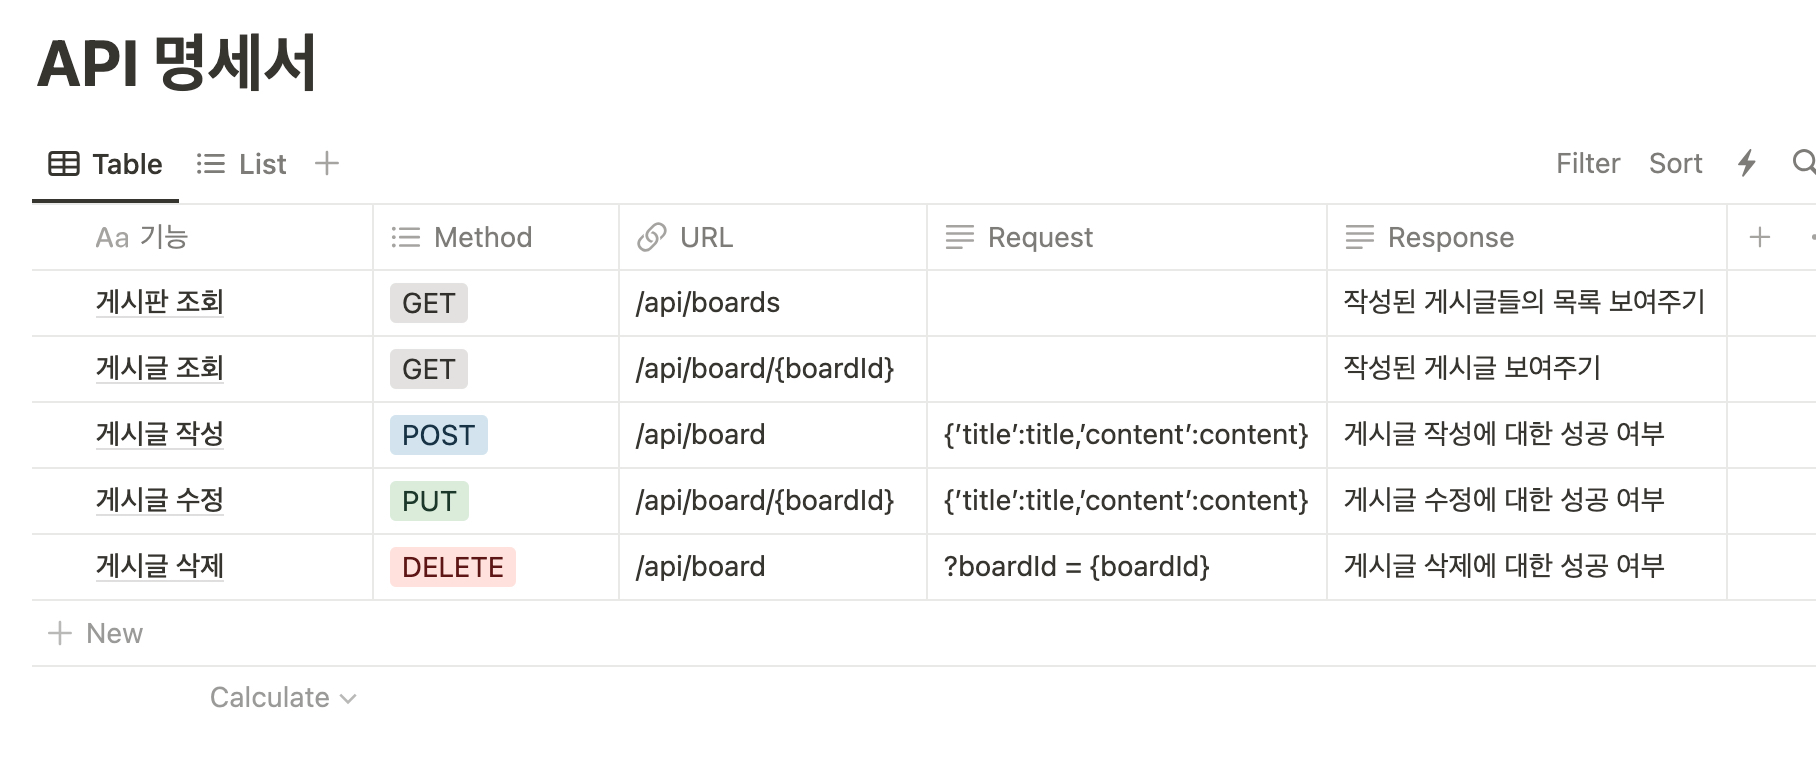 API 명세서
Table List
Filter Sort
Aa 기능 Method URL Request Response
게시판 조회 GET /api/boards 작성된 게시글들의 목록 보여주기
게시글 조회 GET /api/board/{boardId} 작성된 게시글 보여주기
게시글 작성 POST /api/board {’title’:title,’content’:content} 게시글 작성에 대한 성공 여부
게시글 수정 PUT /api/board/{boardId} {’title’:title,’content’:content} 게시글 수정에 대한 성공 여부
게시글 삭제 DELETE /api/board ?boardId = {boardId} 게시글 삭제에 대한 성공 여부
New
Calculate